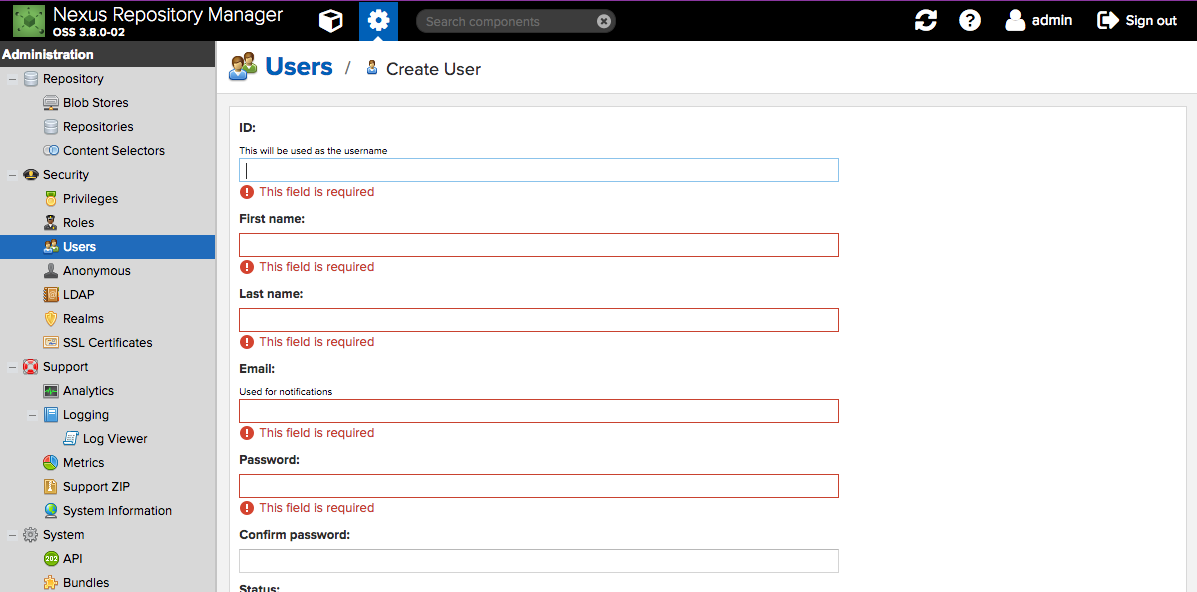 Nexus Repository Manager
OSS 3.8.0-02
Search components
admin
Sign out
Administration
Repository
Blob Stores
Repositories
Content Selectors
Security
Privileges
Roles
Users
Anonymous
LDAP
Realms
SSL Certificates
Support
Analytics
Logging
Log Viewer
Metrics
Support ZIP
System Information
System
API
Bundles
Users / Create User
ID:
This will be used as the username
This field is required
First name:
This field is required
Last name:
This field is required
Email:
Used for notifications
This field is required
Password:
This field is required
Confirm password:
Status: